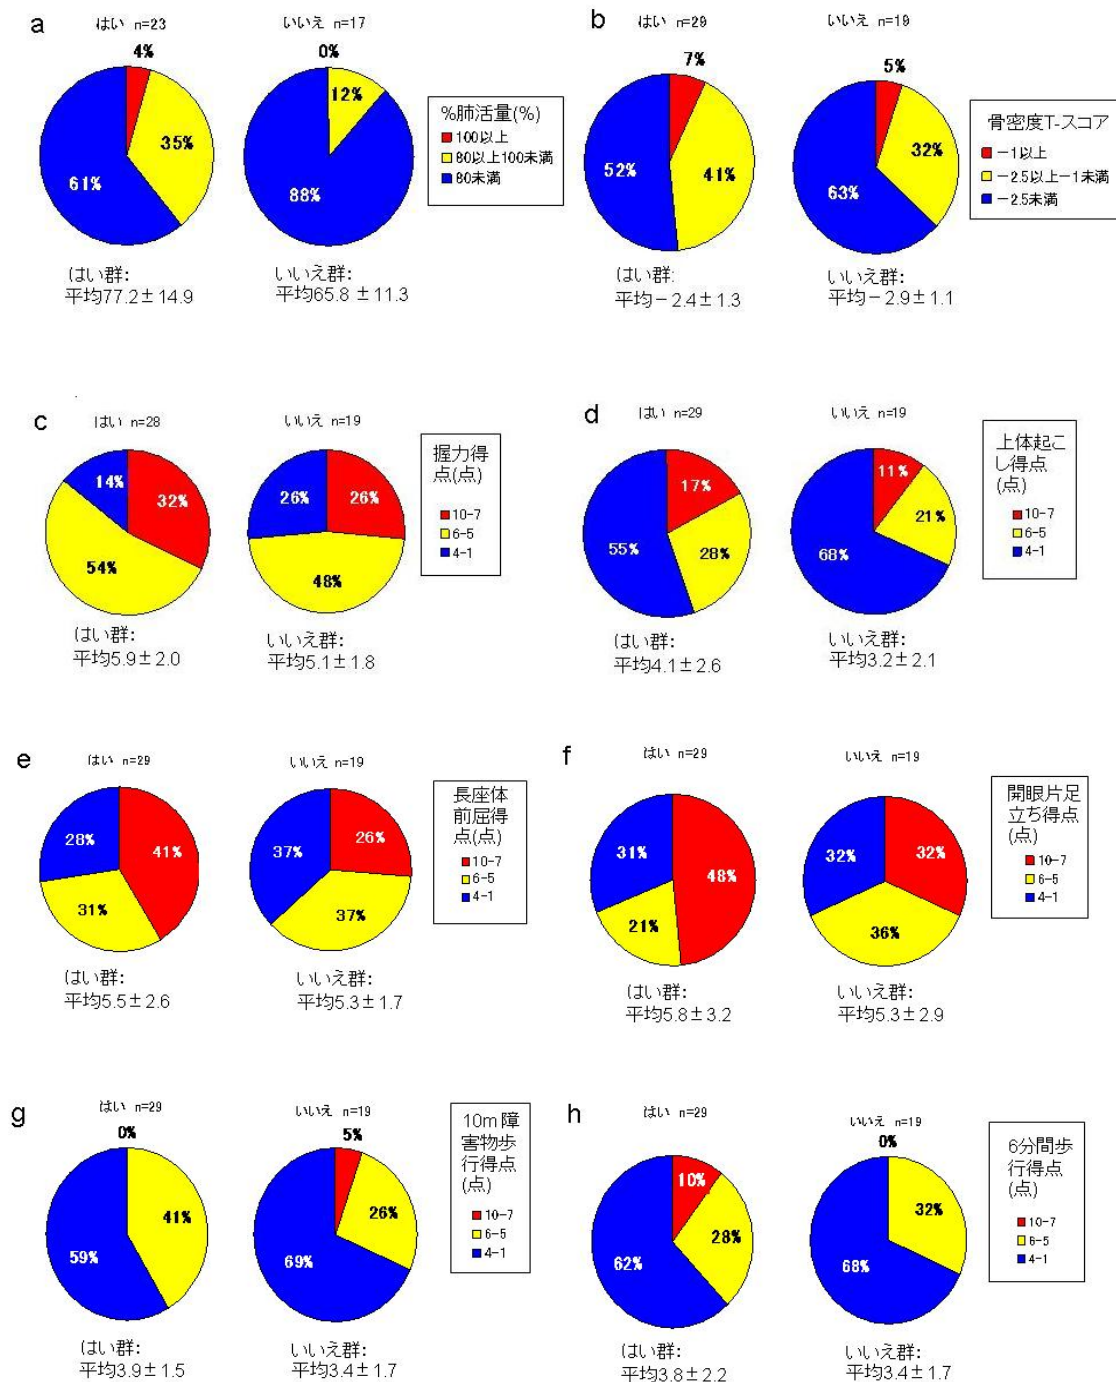 a
はい n=23
4%
35%
61%
はい群:
平均77.2±14.9
いいえ n=17
0%
12%
88%
いいえ群:
平均65.8±11.3
%肺活量(%)
100以上
80以上100未満
80未満
b
はい n=29
7%
41%
52%
はい群:
平均－2.4±1.3
いいえ n=19
5%
32%
63%
いいえ群:
平均－2.9±1.1
骨密度T-スコア
－1以上
－2.5以上－1未満
－2.5未満
c
はい n=28
14%
32%
54%
はい群:
平均5.9±2.0
いいえ n=19
26%
26%
48%
いいえ群:
平均5.1±1.8
握力得
点(点)
10-7
6-5
4-1
d
はい n=29
17%
28%
55%
はい群:
平均4.1±2.6
いいえ n=19
11%
21%
68%
いいえ群:
平均3.2±2.1
上体起こ
し得点
(点)
10-7
6-5
4-1
e
はい n=29
28%
41%
31%
はい群:
平均5.5±2.6
いいえ n=19
26%
37%
37%
いいえ群:
平均5.3±1.7
長座体
前屈得
点(点)
10-7
6-5
4-1
f
はい n=29
31%
48%
21%
はい群:
平均5.8±3.2
いいえ n=19
32%
32%
36%
いいえ群:
平均5.3±2.9
開眼片足
立ち得点
(点)
10-7
6-5
4-1
g
はい n=29
0%
41%
59%
はい群:
平均3.9±1.5
いいえ n=19
5%
26%
69%
いいえ群:
平均3.4±1.7
10m障
害物歩
行得点
(点)
10-7
6-5
4-1
h
はい n=29
10%
28%
62%
はい群:
平均3.8±2.2
いいえ n=19
0%
32%
68%
いいえ群:
平均3.4±1.7
6分間歩
行得点
(点)
10-7
6-5
4-1